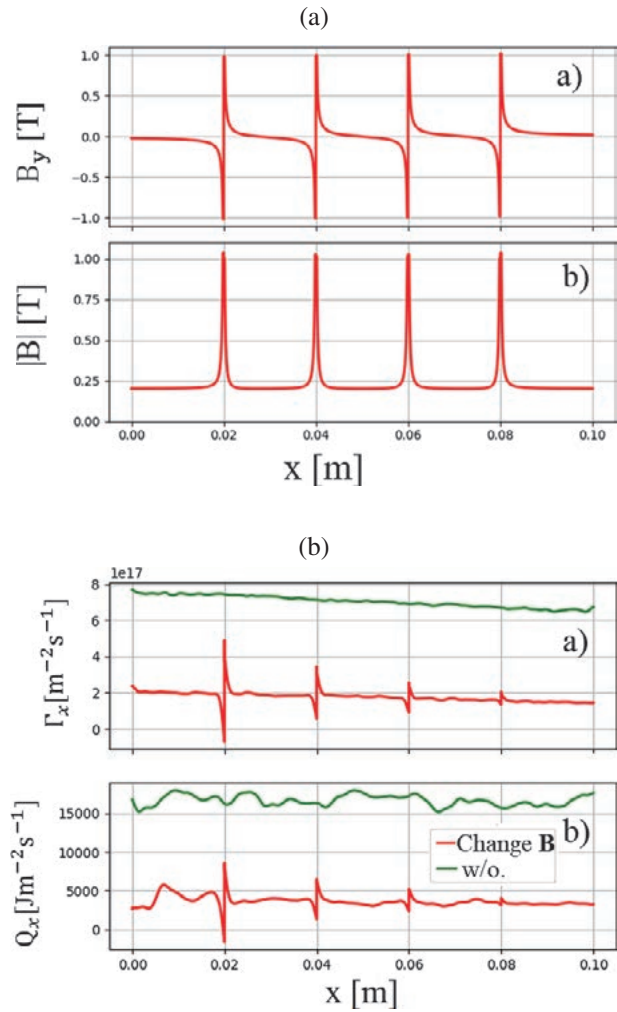 (a)
a)
B_y [T]
1.0
0.5
0.0
−0.5
−1.0
b)
|B| [T]
1.00
0.75
0.50
0.25
0.00
0.00 0.02 0.04 0.06 0.08 0.10
x [m]
(b)
1e17
a)
Γ_x[m⁻²s⁻¹]
8
6
4
2
0
b)
Q_x[Jm⁻²s⁻¹]
15000
10000
5000
0
Change B
w/o.
0.00 0.02 0.04 0.06 0.08 0.10
x [m]